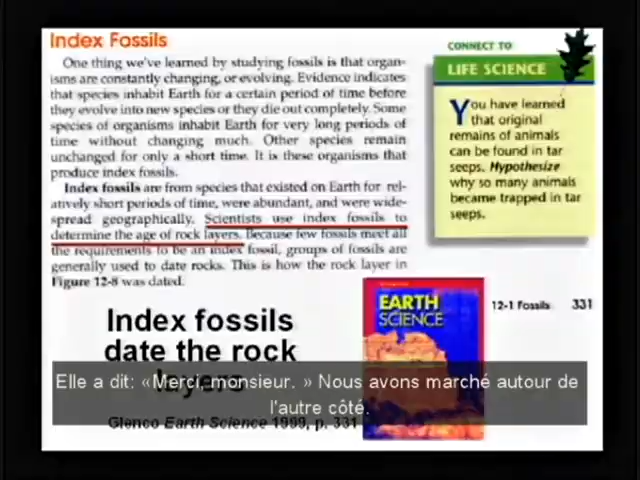 Index Fossils
One thing we've learned by studying fossils is that organ-
isms are constantly changing, or evolving. Evidence indicates
that species inhabit Earth for a certain period of time before
they evolve into new species or they die out completely. Some
species of organisms inhabit Earth for very long periods of
time without changing much. Other species remain
unchanged for only a short time. It is these organisms that
produce index fossils.
Index fossils are from species that existed on Earth for rel-
atively short periods of time, were abundant, and were wide-
spread geographically. Scientists use index fossils to
determine the age of rock layers. Because few fossils meet all
the requirements to be an index fossil, groups of fossils are
generally used to date rocks. This is how the rock layer in
Figure 12-8 was dated.
CONNECT TO
LIFE SCIENCE
You have learned
that original
remains of animals
can be found in tar
seeps. Hypothesize
why so many animals
became trapped in tar
seeps.
EARTH
SCIENCE
12-1 Fossils 331
Index fossils
date the rock
layers
Glenco Earth Science 1999, p. 331
Elle a dit: «Merci, monsieur. » Nous avons marché autour de
l'autre côté.